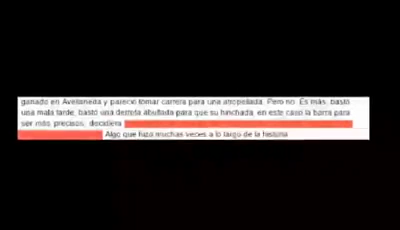 ganado en Avellaneda y pareció tomar carrera para una atropellada. Pero no. Es más, bastó
una mala tarde, bastó una derrota abultada para que su hinchada, en este caso la barra para
ser más precisos, decidiera
Algo que hizo muchas veces a lo largo de la historia